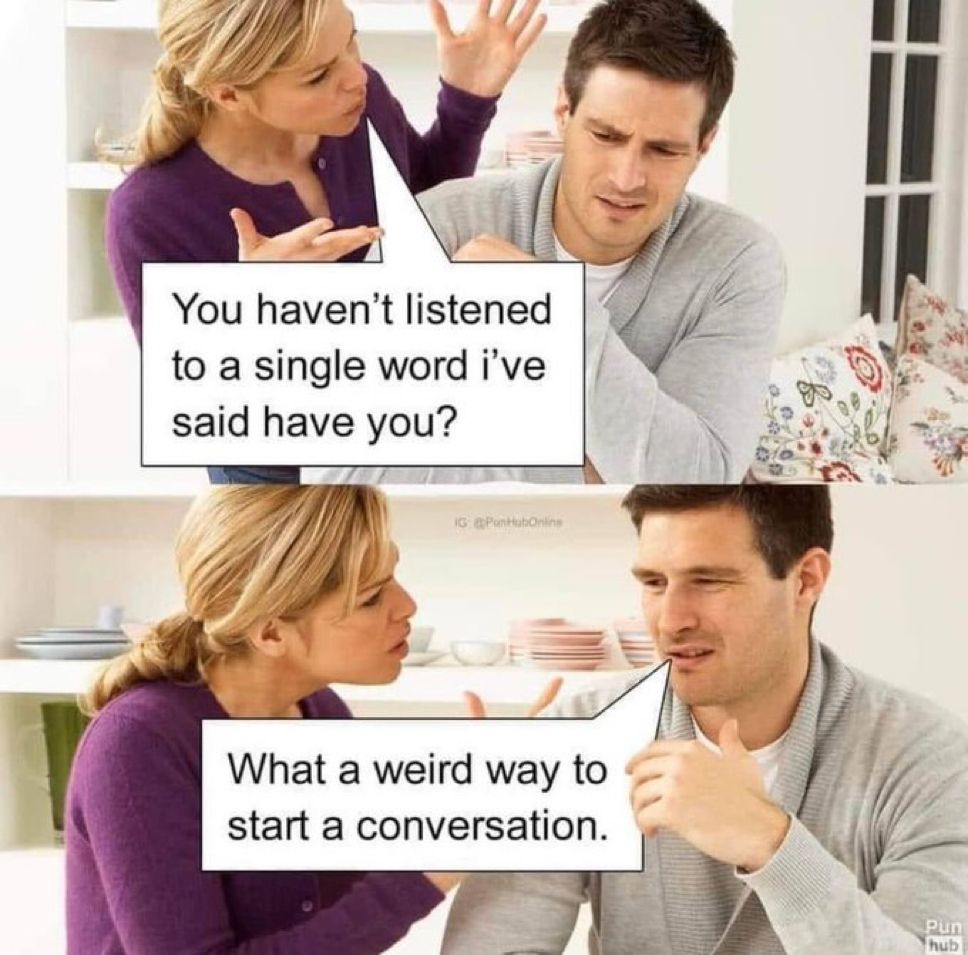 You haven't listened
to a single word i've
said have you?
IG: @PunHubOnline
What a weird way to
start a conversation.
Pun
hub